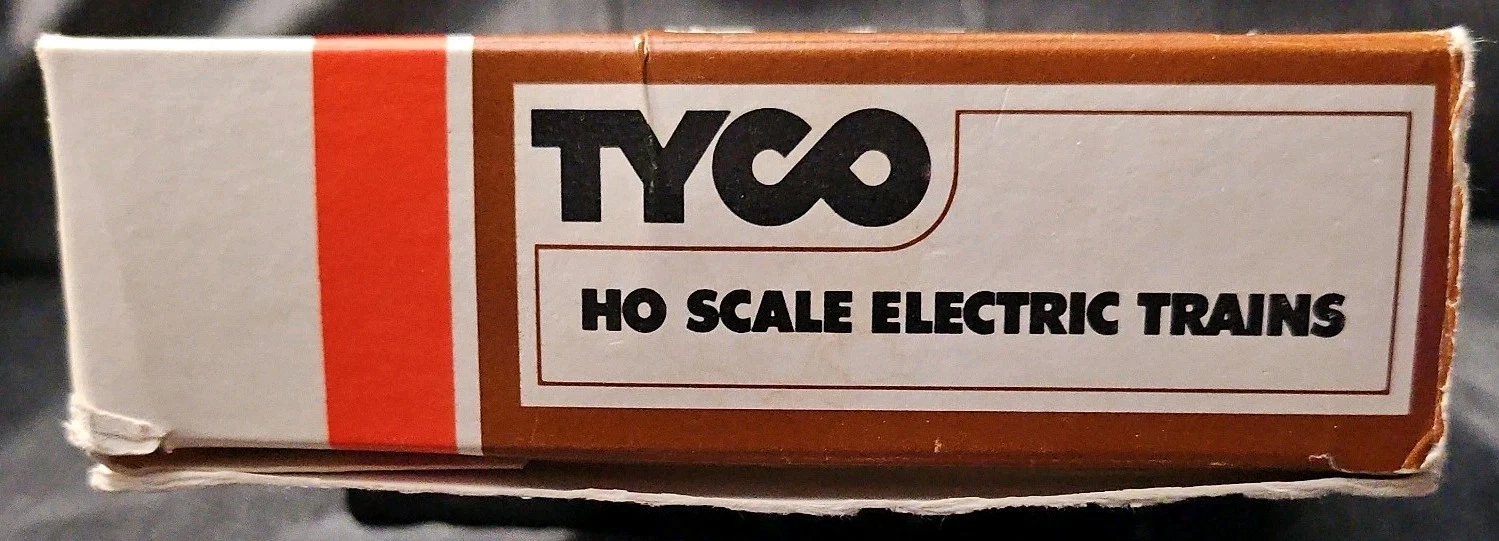 TYCO
HO SCALE ELECTRIC TRAINS